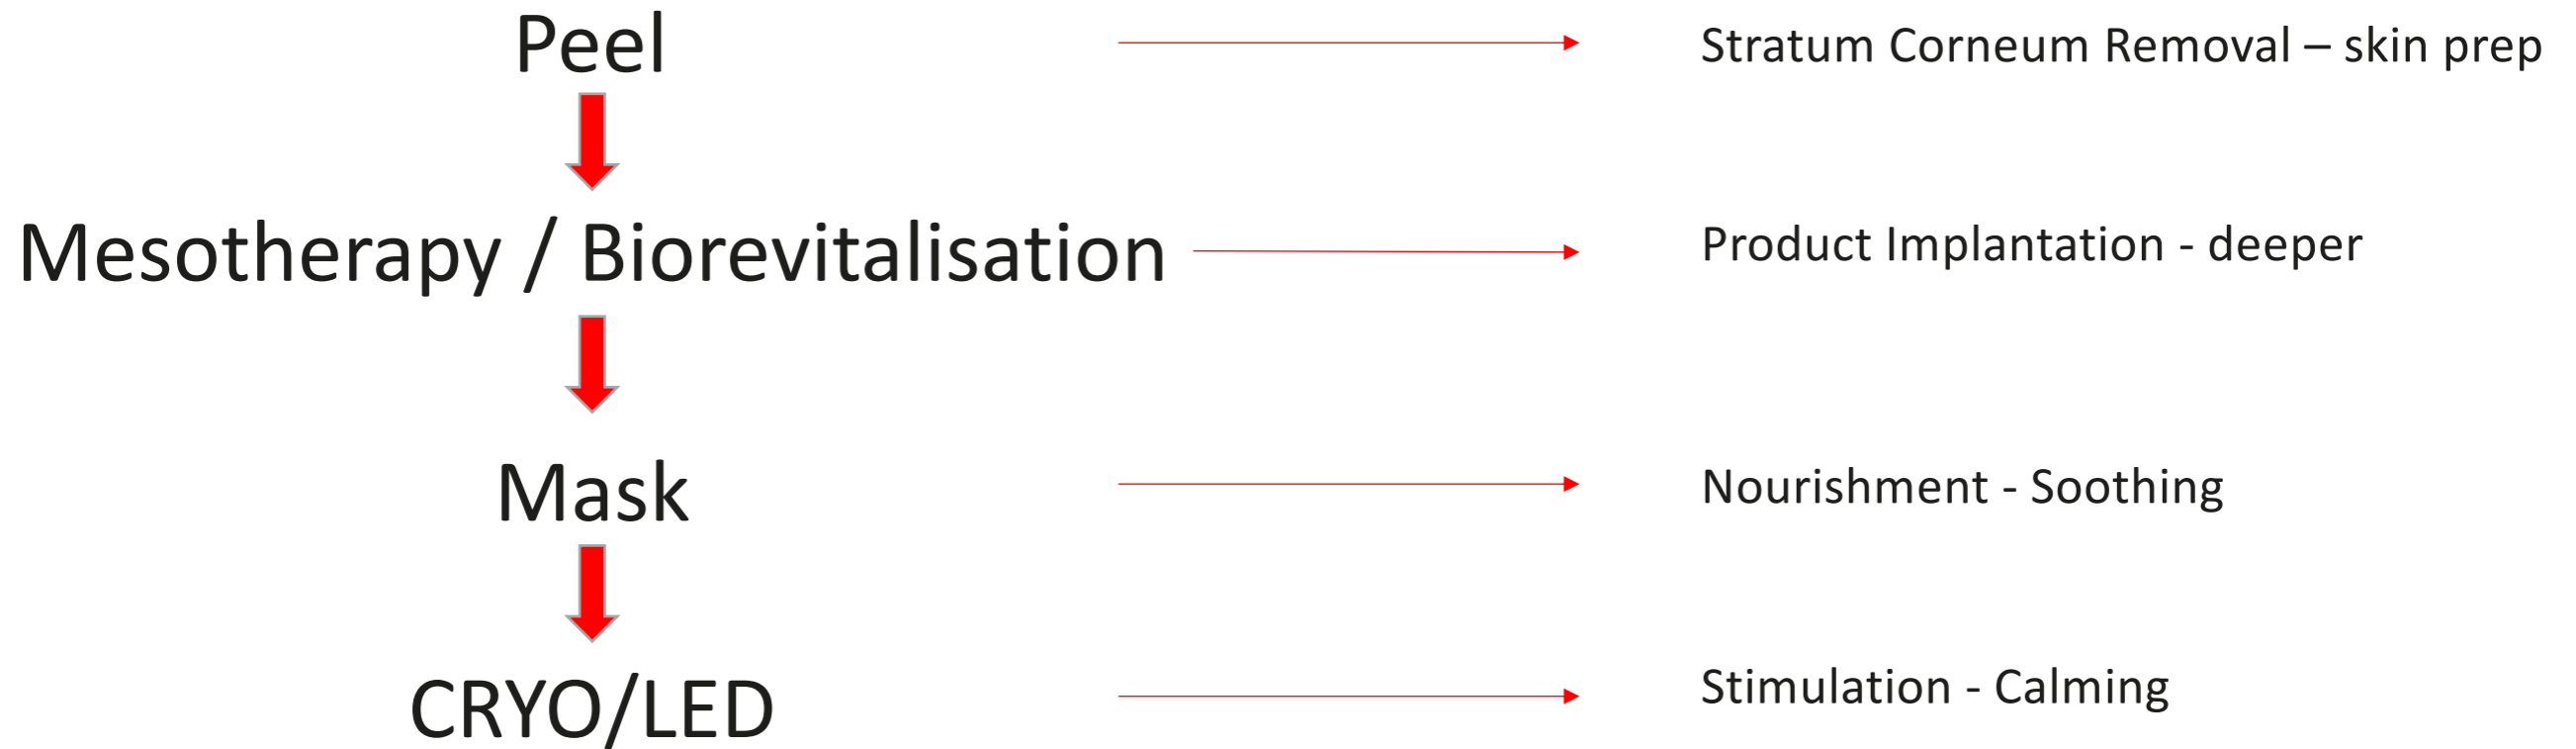 Peel
Stratum Corneum Removal – skin prep
Mesotherapy / Biorevitalisation
Product Implantation - deeper
Mask
Nourishment - Soothing
CRYO/LED
Stimulation - Calming